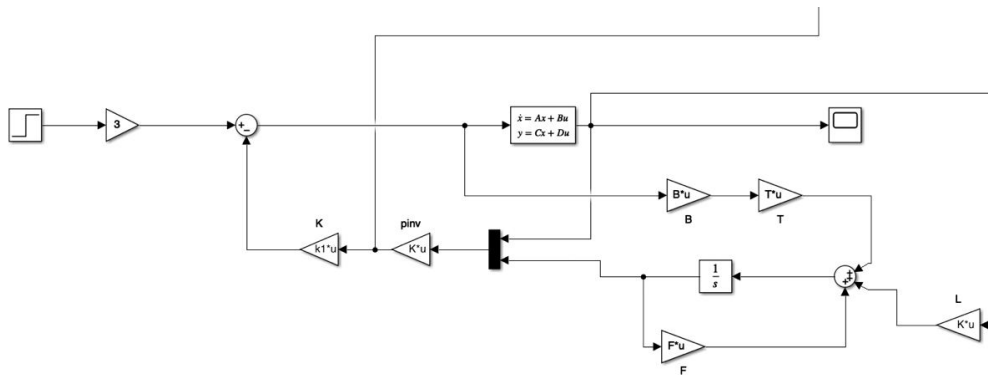 3
+
−
ẋ = Ax + Bu
y = Cx + Du
B*u
B
T*u
T
K
k1*u
pinv
K*u
1
s
+
+
+
L
K*u
F*u
F